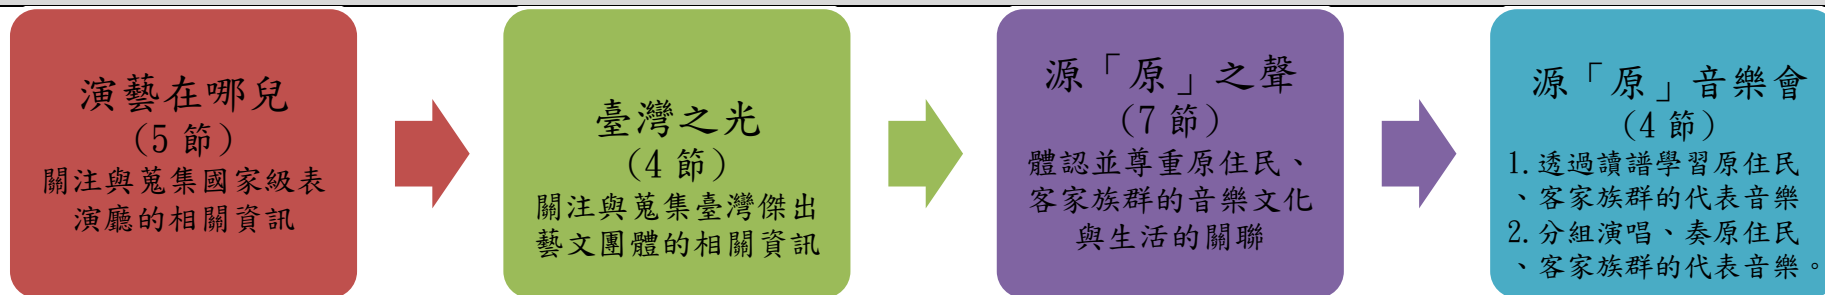 演藝在哪兒
(5 節)
關注與蒐集國家級表
演廳的相關資訊
臺灣之光
(4 節)
關注與蒐集臺灣傑出
藝文團體的相關資訊
源「原」之聲
(7 節)
體認並尊重原住民、
客家族群的音樂文化
與生活的關聯
源「原」音樂會
(4 節)
1.透過讀譜學習原住民
、客家族群的代表音樂
2.分組演唱、奏原住民
、客家族群的代表音樂。